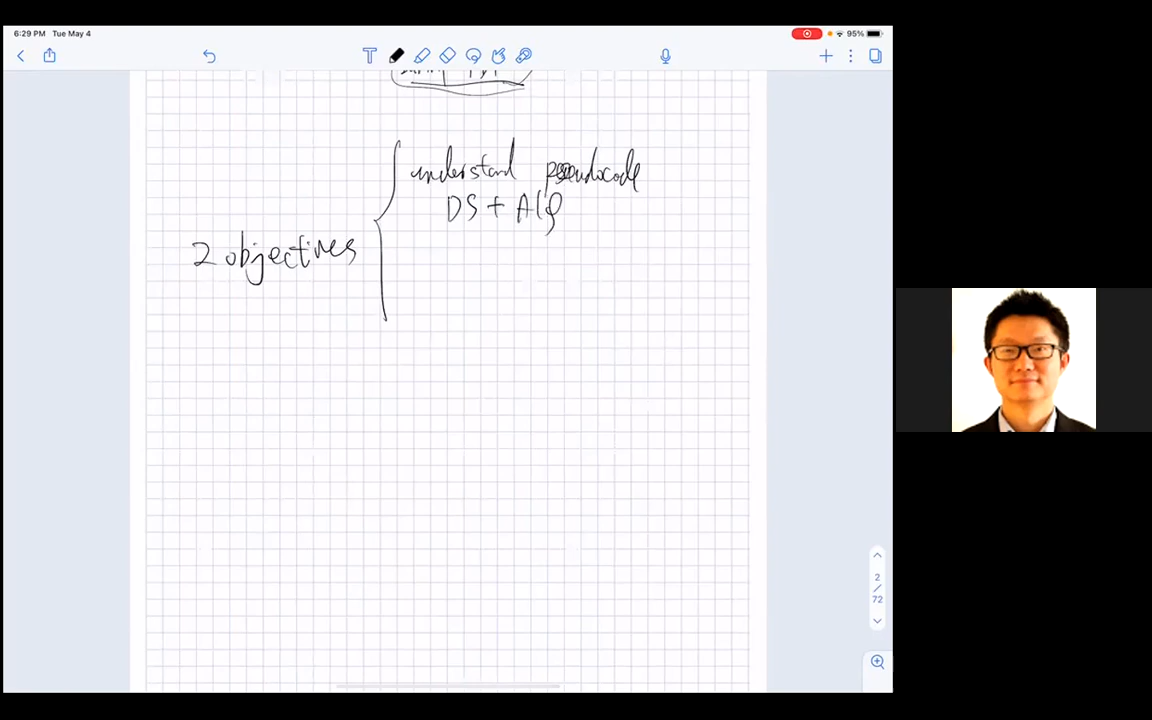 6:29 PM Tue May 4
95%
T
understand pseudocode
DS + Alg
2 objectives
2
/
72